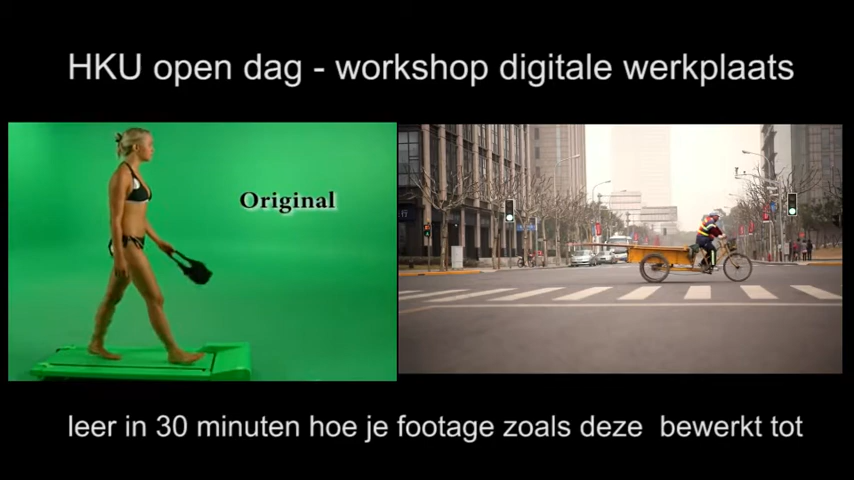 HKU open dag - workshop digitale werkplaats
Original
leer in 30 minuten hoe je footage zoals deze bewerkt tot